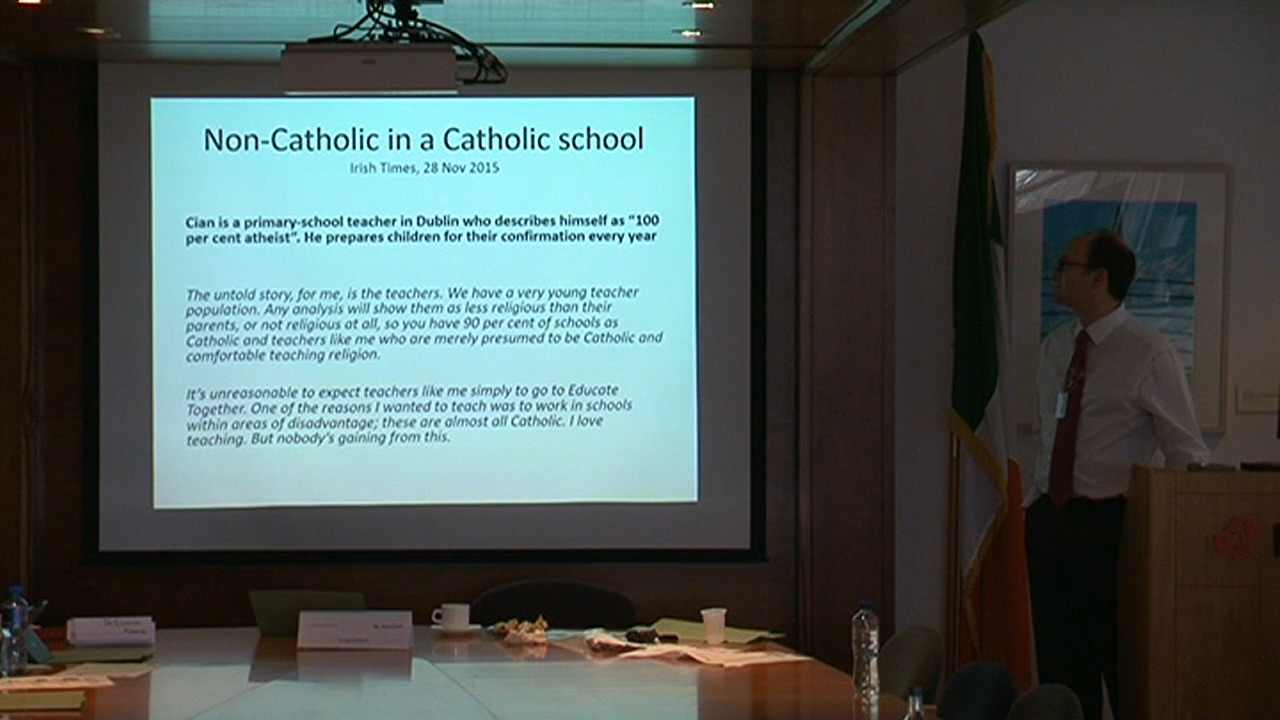 Non-Catholic in a Catholic school
Irish Times, 28 Nov 2015
Cian is a primary-school teacher in Dublin who describes himself as “100
per cent atheist”. He prepares children for their confirmation every year
The untold story, for me, is the teachers. We have a very young teacher
population. Any analysis will show them as less religious than their
parents, or not religious at all, so you have 90 per cent of schools as
Catholic and teachers like me who are merely presumed to be Catholic and
comfortable teaching religion.
It’s unreasonable to expect teachers like me simply to go to Educate
Together. One of the reasons I wanted to teach was to work in schools
within areas of disadvantage; these are almost all Catholic. I love
teaching. But nobody’s gaining from this.